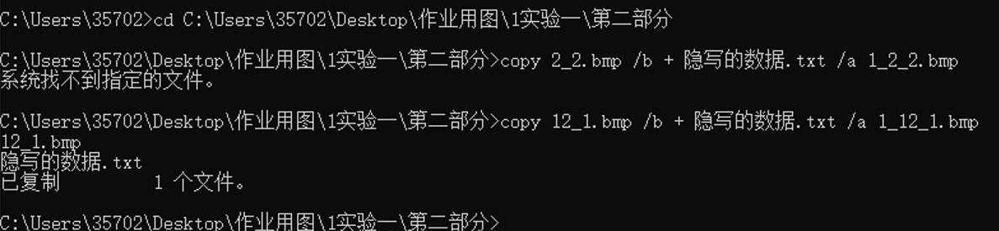 C:\Users\35702>cd C:\Users\35702\Desktop\作业用图\1实验一\第二部分
C:\Users\35702\Desktop\作业用图\1实验一\第二部分>copy 2_2.bmp /b + 隐写的数据.txt /a 1_2_2.bmp
系统找不到指定的文件。
C:\Users\35702\Desktop\作业用图\1实验一\第二部分>copy 12_1.bmp /b + 隐写的数据.txt /a 1_12_1.bmp
12_1.bmp
隐写的数据.txt
已复制         1 个文件。
C:\Users\35702\Desktop\作业用图\1实验一\第二部分>